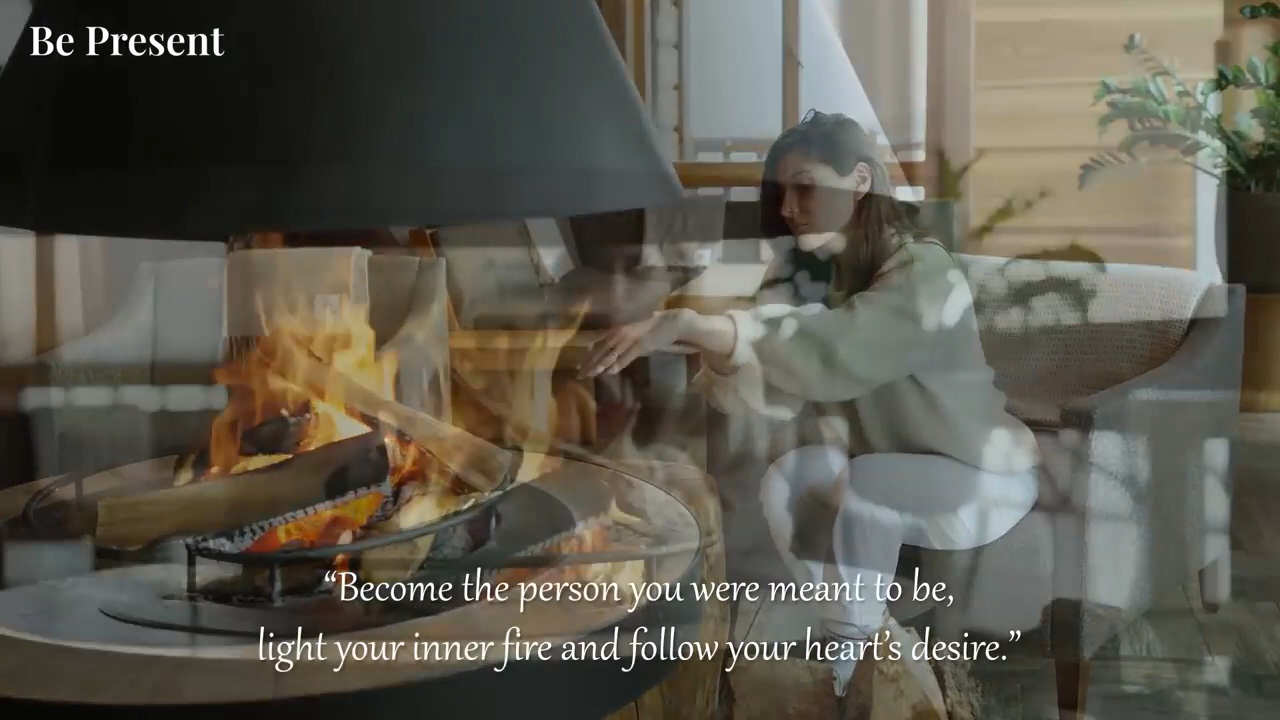 Be Present
“Become the person you were meant to be,
light your inner fire and follow your heart’s desire.”